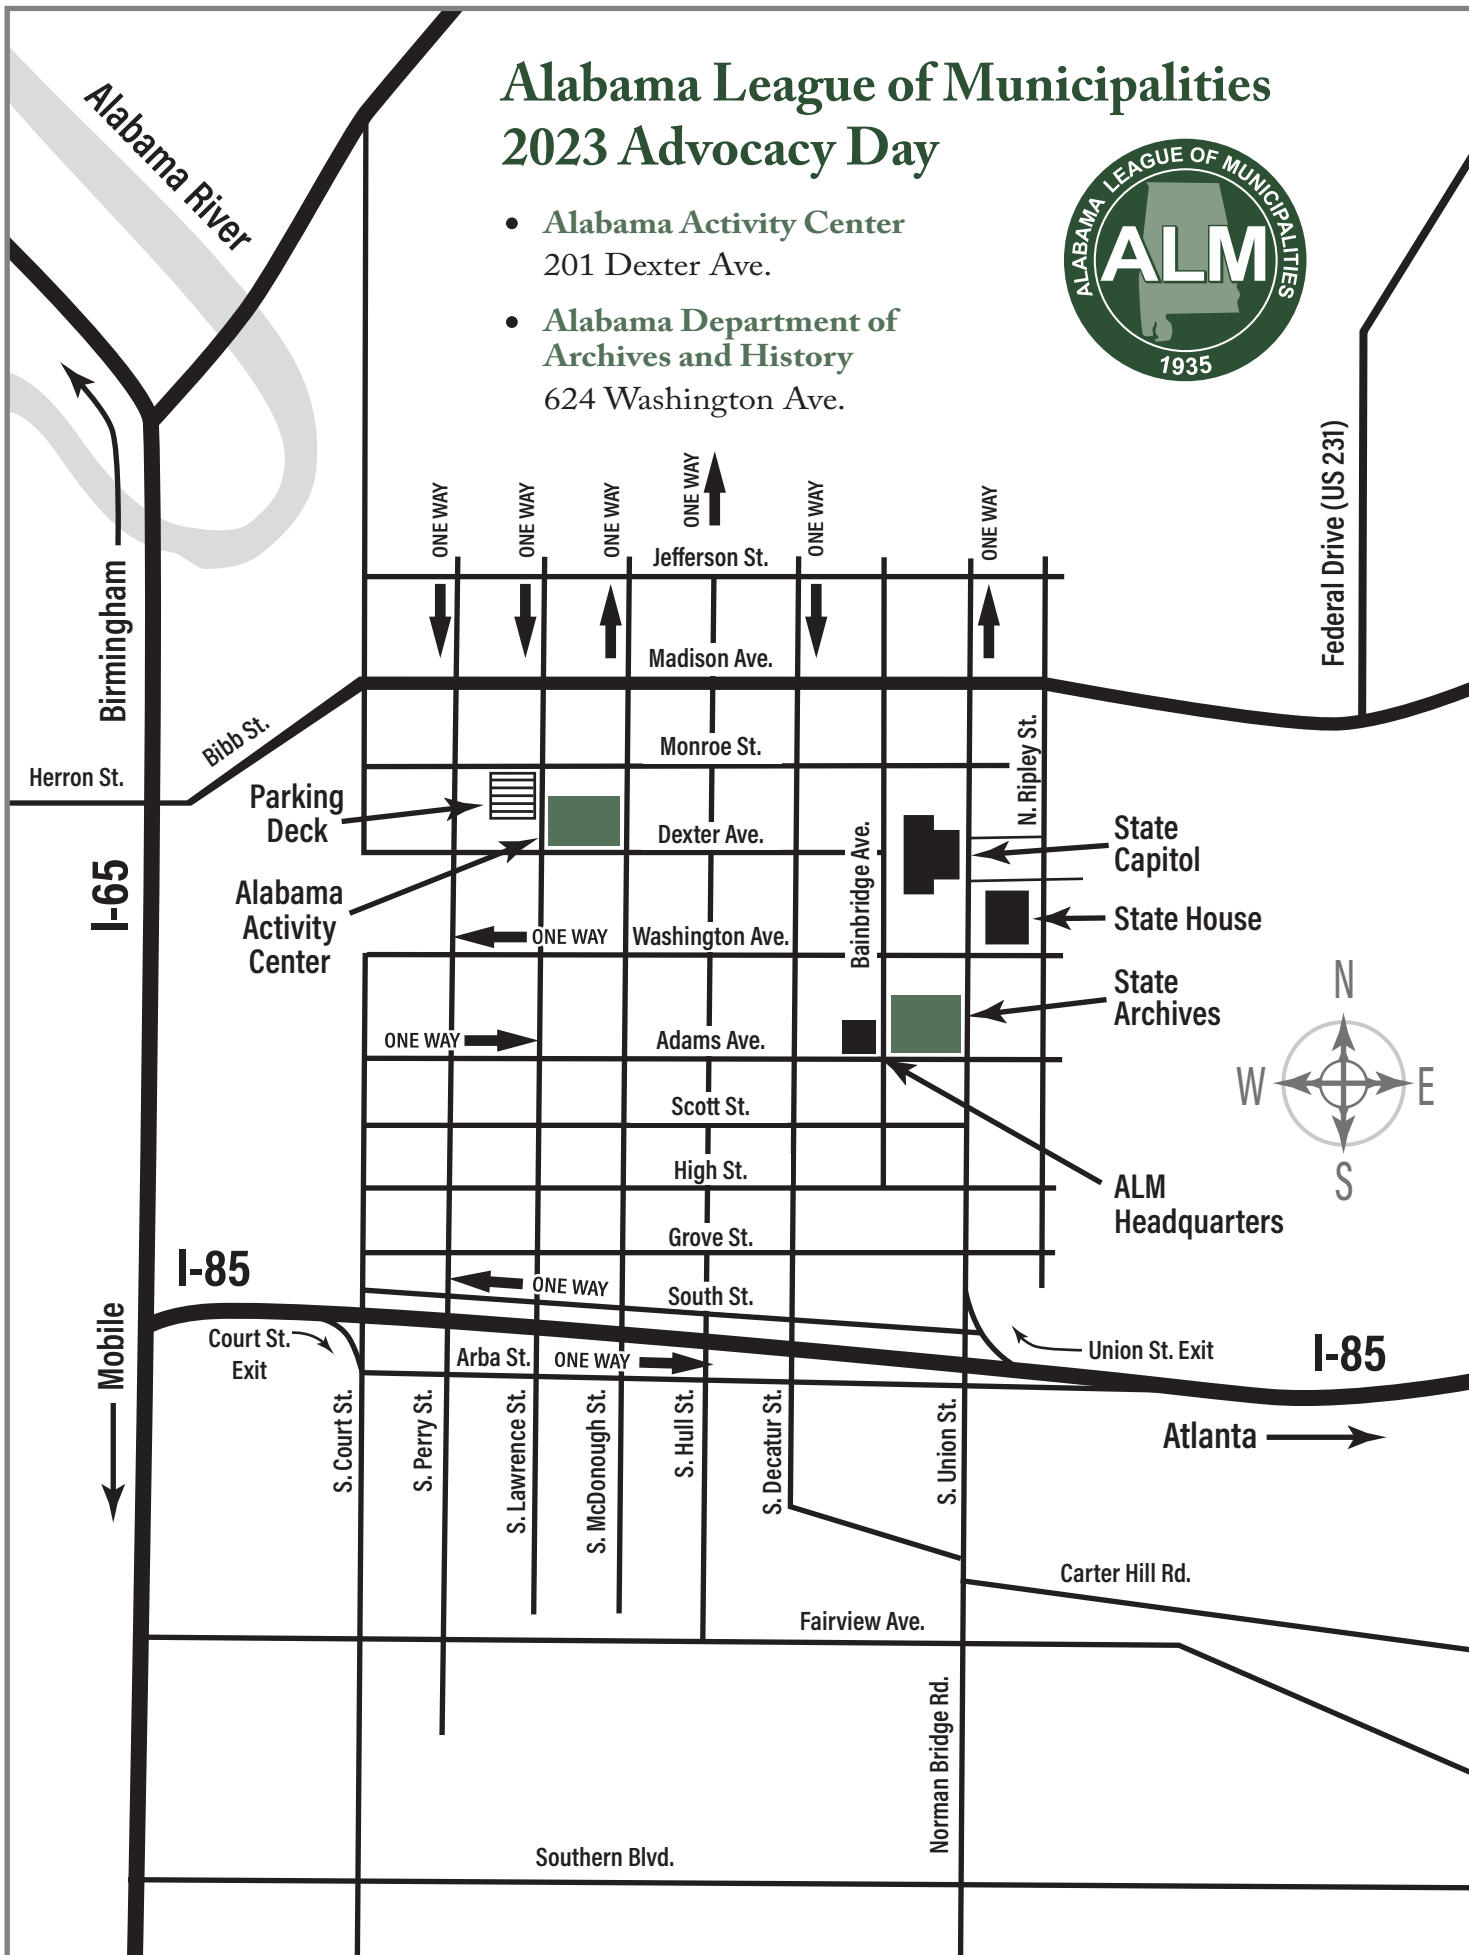 Alabama League of Municipalities
2023 Advocacy Day
• Alabama Activity Center
201 Dexter Ave.
• Alabama Department of
Archives and History
624 Washington Ave.
ALABAMA LEAGUE OF MUNICIPALITIES
ALM
1935
Alabama River
Federal Drive (US 231)
ONE WAY
ONE WAY
ONE WAY
ONE WAY
ONE WAY
ONE WAY
Jefferson St.
Birmingham
Madison Ave.
Bibb St.
Herron St.
Monroe St.
N. Ripley St.
Parking
Deck
Dexter Ave.
Bainbridge Ave.
State
Capitol
I-65
Alabama
Activity
Center
State House
ONE WAY
Washington Ave.
State
Archives
ONE WAY
Adams Ave.
N
W
E
S
Scott St.
High St.
ALM
Headquarters
Grove St.
I-85
ONE WAY
South St.
Mobile
Court St.
Exit
Arba St.
ONE WAY
Union St. Exit
I-85
Atlanta
S. Court St.
S. Perry St.
S. Lawrence St.
S. McDonough St.
S. Hull St.
S. Decatur St.
S. Union St.
Carter Hill Rd.
Fairview Ave.
Norman Bridge Rd.
Southern Blvd.